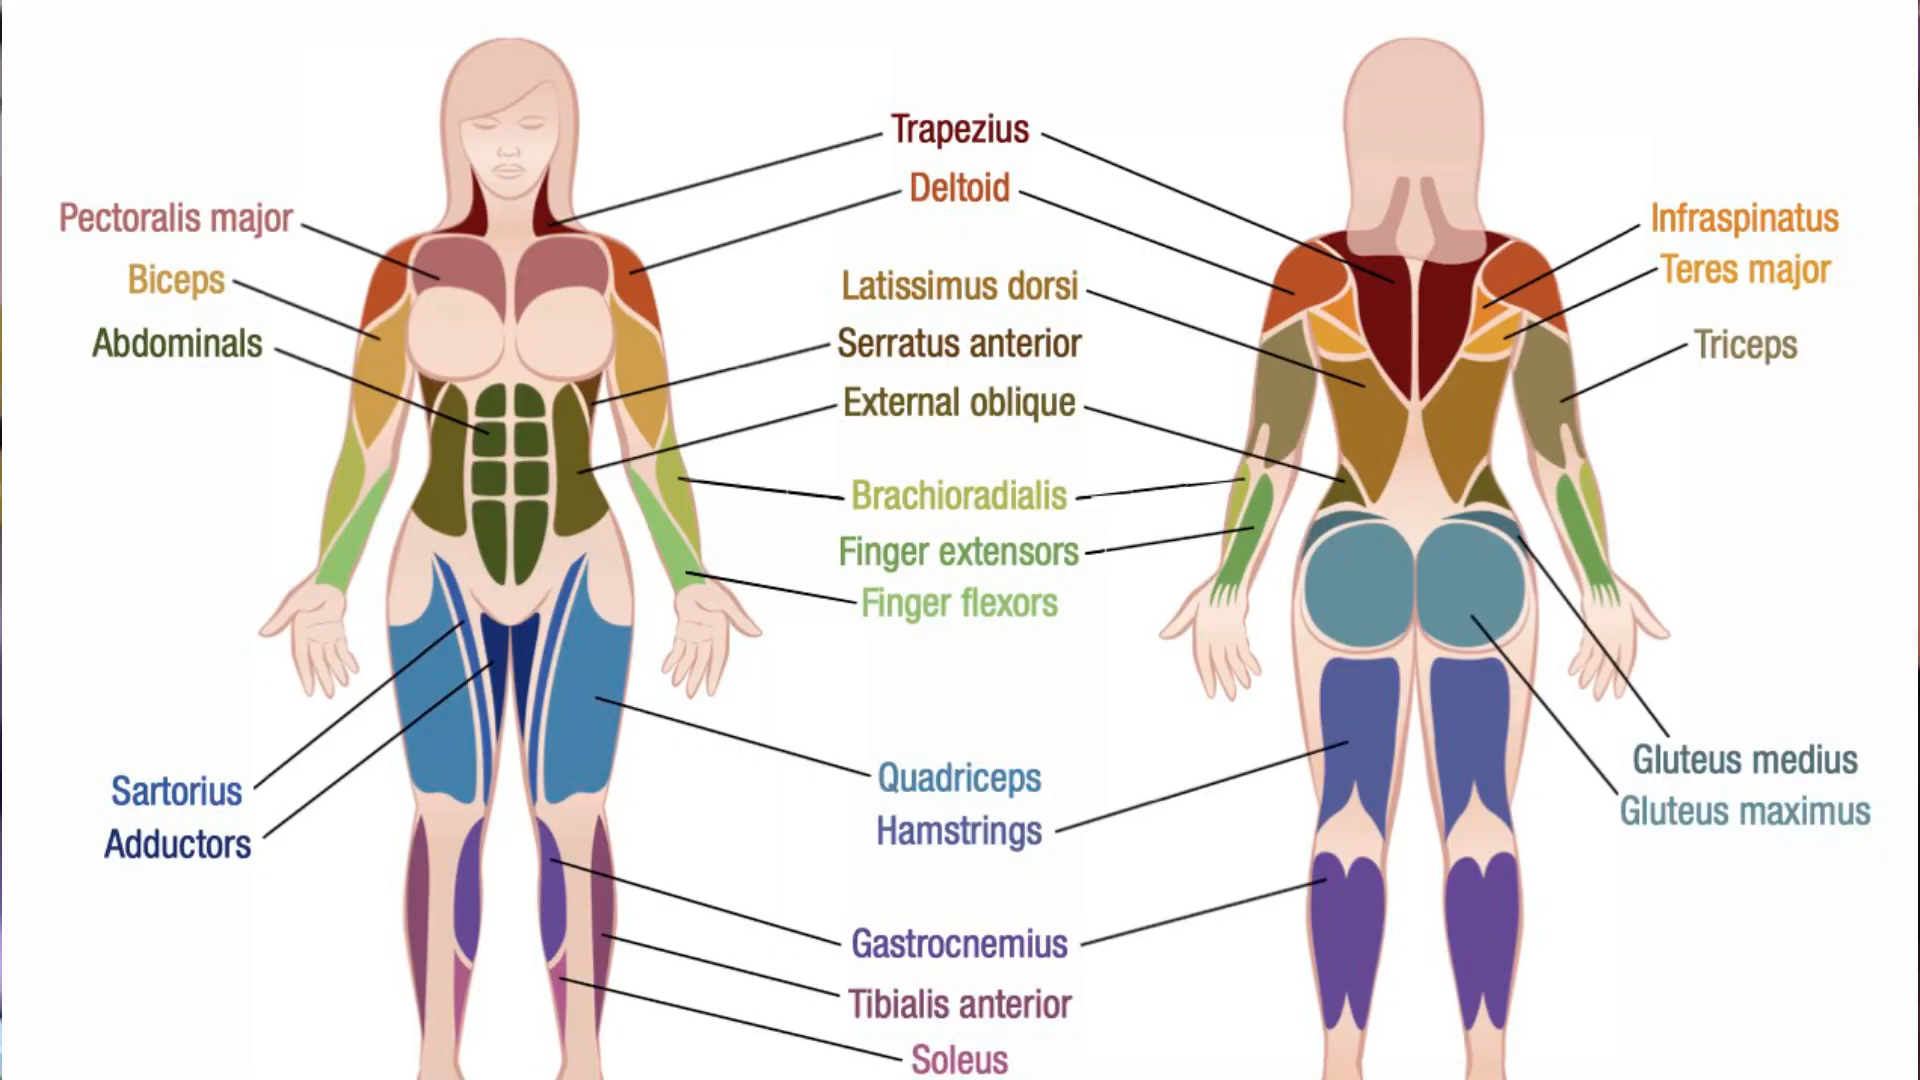 Trapezius
Deltoid
Pectoralis major
Biceps
Abdominals
Latissimus dorsi
Serratus anterior
External oblique
Brachioradialis
Finger extensors
Finger flexors
Infraspinatus
Teres major
Triceps
Sartorius
Adductors
Quadriceps
Hamstrings
Gluteus medius
Gluteus maximus
Gastrocnemius
Tibialis anterior
Soleus